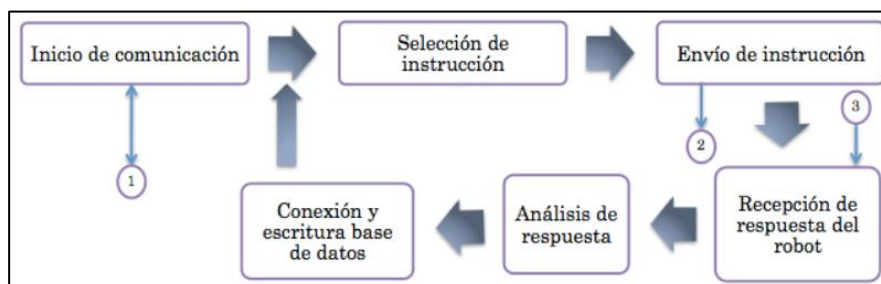 Inicio de comunicación
Selección de
instrucción
Envío de instrucción
1
2
3
Conexión y
escritura base
de datos
Análisis de
respuesta
Recepción de
respuesta del
robot